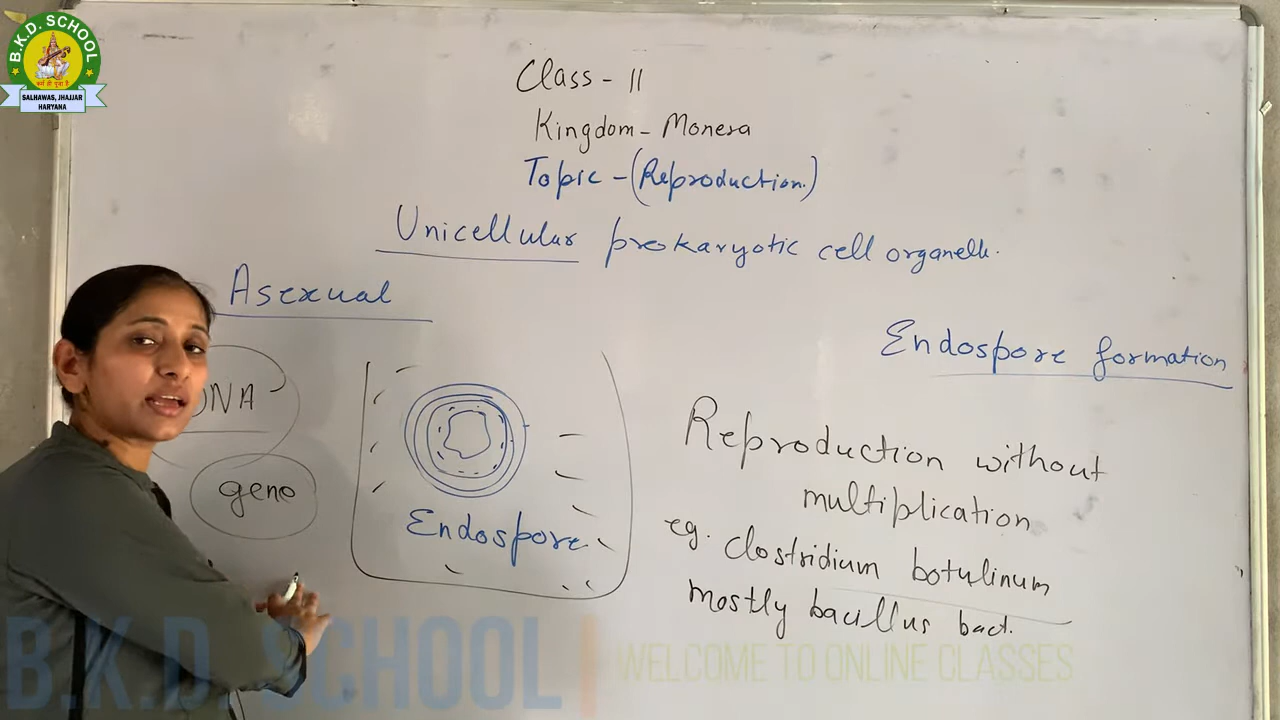 B.K.D. SCHOOL
SALHAWAS, JHAJJAR
HARYANA
Class - 11
Kingdom - Monera
Topic - (Reproduction.)
Unicellular prokaryotic cell organelle.
Asexual
Endospore formation
DNA
geno
Endospore
Reproduction without
multiplication
eg. Clostridium botulinum
mostly bacillus bact.
B.K.D. SCHOOL | WELCOME TO ONLINE CLASSES